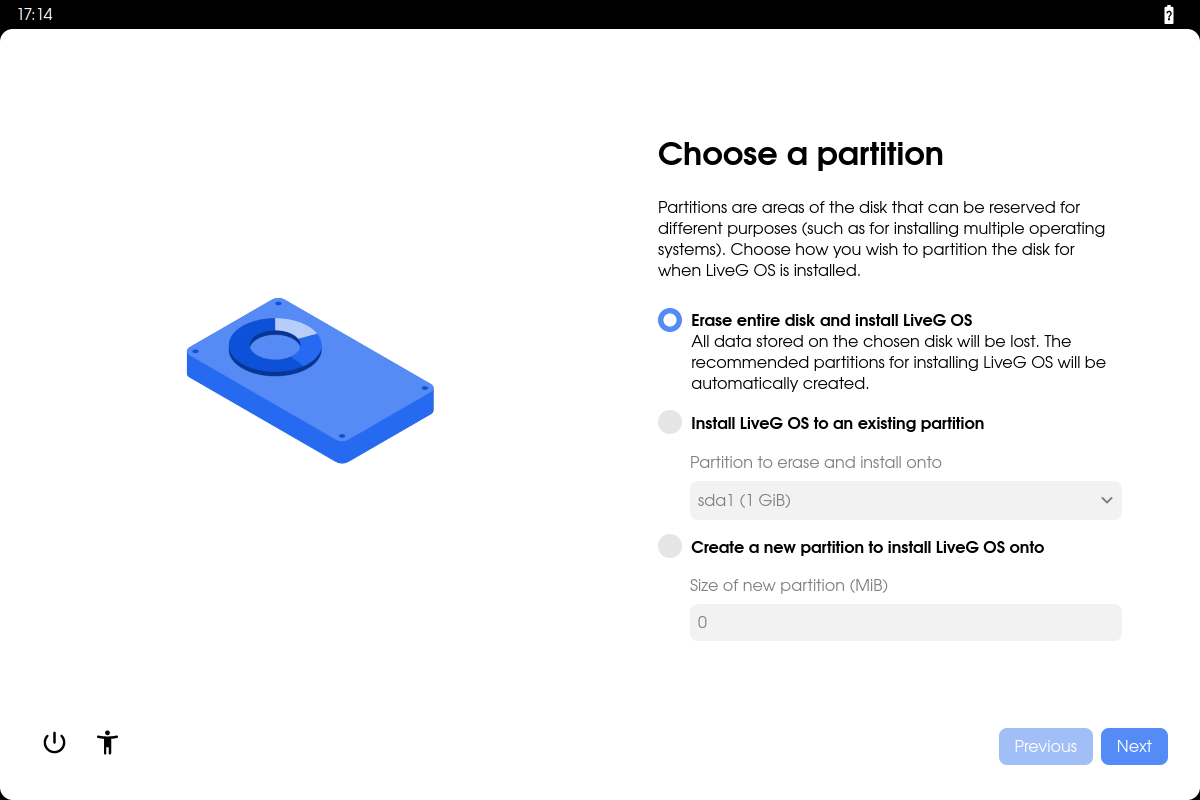 17:14
Choose a partition
Partitions are areas of the disk that can be reserved for
different purposes (such as for installing multiple operating
systems). Choose how you wish to partition the disk for
when LiveG OS is installed.
Erase entire disk and install LiveG OS
All data stored on the chosen disk will be lost. The
recommended partitions for installing LiveG OS will be
automatically created.
Install LiveG OS to an existing partition
Partition to erase and install onto
sda1 (1 GiB)
Create a new partition to install LiveG OS onto
Size of new partition (MiB)
0
Previous
Next